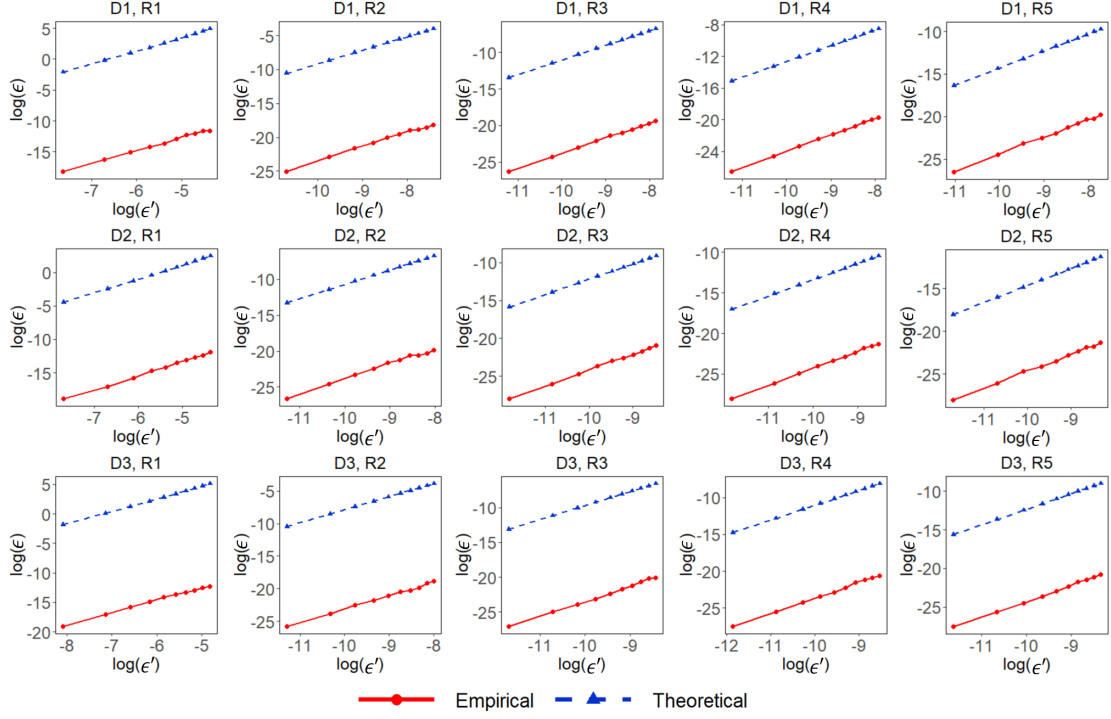 D1, R1 D1, R2 D1, R3 D1, R4 D1, R5
log(ϵ) 5 0 -5 -10 -15
-7 -6 -5
log(ϵ′)
log(ϵ) -5 -10 -15 -20 -25
-10 -9 -8
log(ϵ′)
log(ϵ) -10 -15 -20 -25
-11 -10 -9 -8
log(ϵ′)
log(ϵ) -8 -12 -16 -20 -24
-11 -10 -9 -8
log(ϵ′)
log(ϵ) -10 -15 -20 -25
-11 -10 -9 -8
log(ϵ′)
D2, R1 D2, R2 D2, R3 D2, R4 D2, R5
log(ϵ) 0 -5 -10 -15
-7 -6 -5
log(ϵ′)
log(ϵ) -10 -15 -20 -25
-11 -10 -9 -8
log(ϵ′)
log(ϵ) -10 -15 -20 -25
-11 -10 -9
log(ϵ′)
log(ϵ) -10 -15 -20 -25
-11 -10 -9
log(ϵ′)
log(ϵ) -15 -20 -25
-11 -10 -9
log(ϵ′)
D3, R1 D3, R2 D3, R3 D3, R4 D3, R5
log(ϵ) 5 0 -5 -10 -15 -20
-8 -7 -6 -5
log(ϵ′)
log(ϵ) -5 -10 -15 -20 -25
-11 -10 -9 -8
log(ϵ′)
log(ϵ) -10 -15 -20 -25
-11 -10 -9
log(ϵ′)
log(ϵ) -10 -15 -20 -25
-12 -11 -10 -9
log(ϵ′)
log(ϵ) -10 -15 -20 -25
-11 -10 -9
log(ϵ′)
Empirical Theoretical